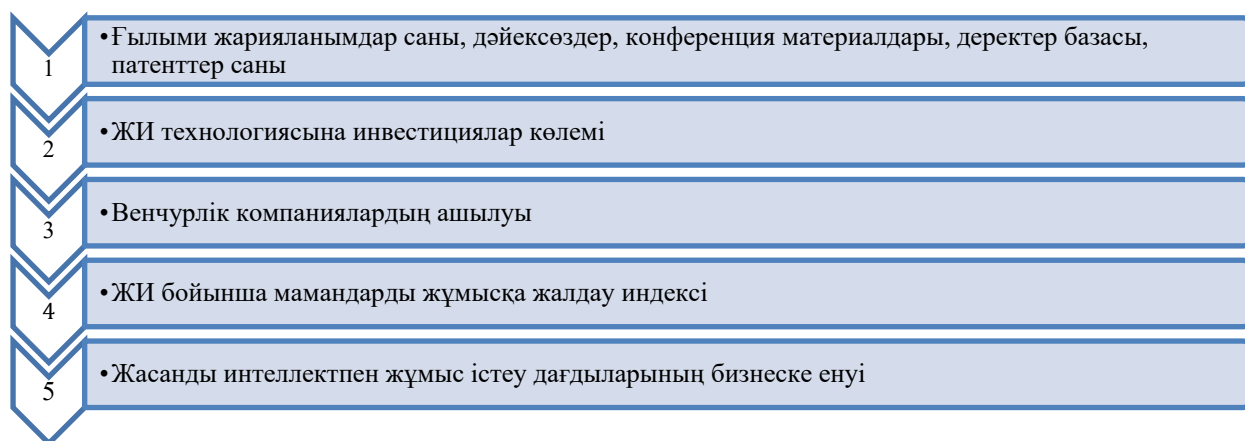 1
•Ғылыми жарияланымдар саны, дәйексөздер, конференция материалдары, деректер базасы,
патенттер саны
2
•ЖИ технологиясына инвестициялар көлемі
3
•Венчурлік компаниялардың ашылуы
4
•ЖИ бойынша мамандарды жұмысқа жалдау индексі
5
•Жасанды интеллектпен жұмыс істеу дағдыларының бизнеске енуі